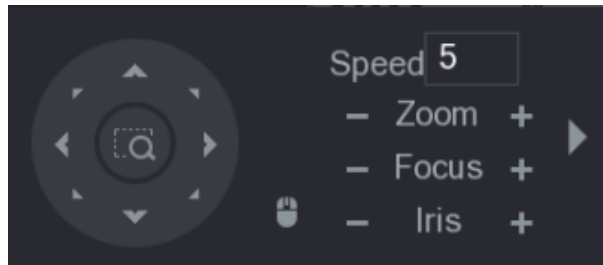 Speed 5
− Zoom +
− Focus +
− Iris +